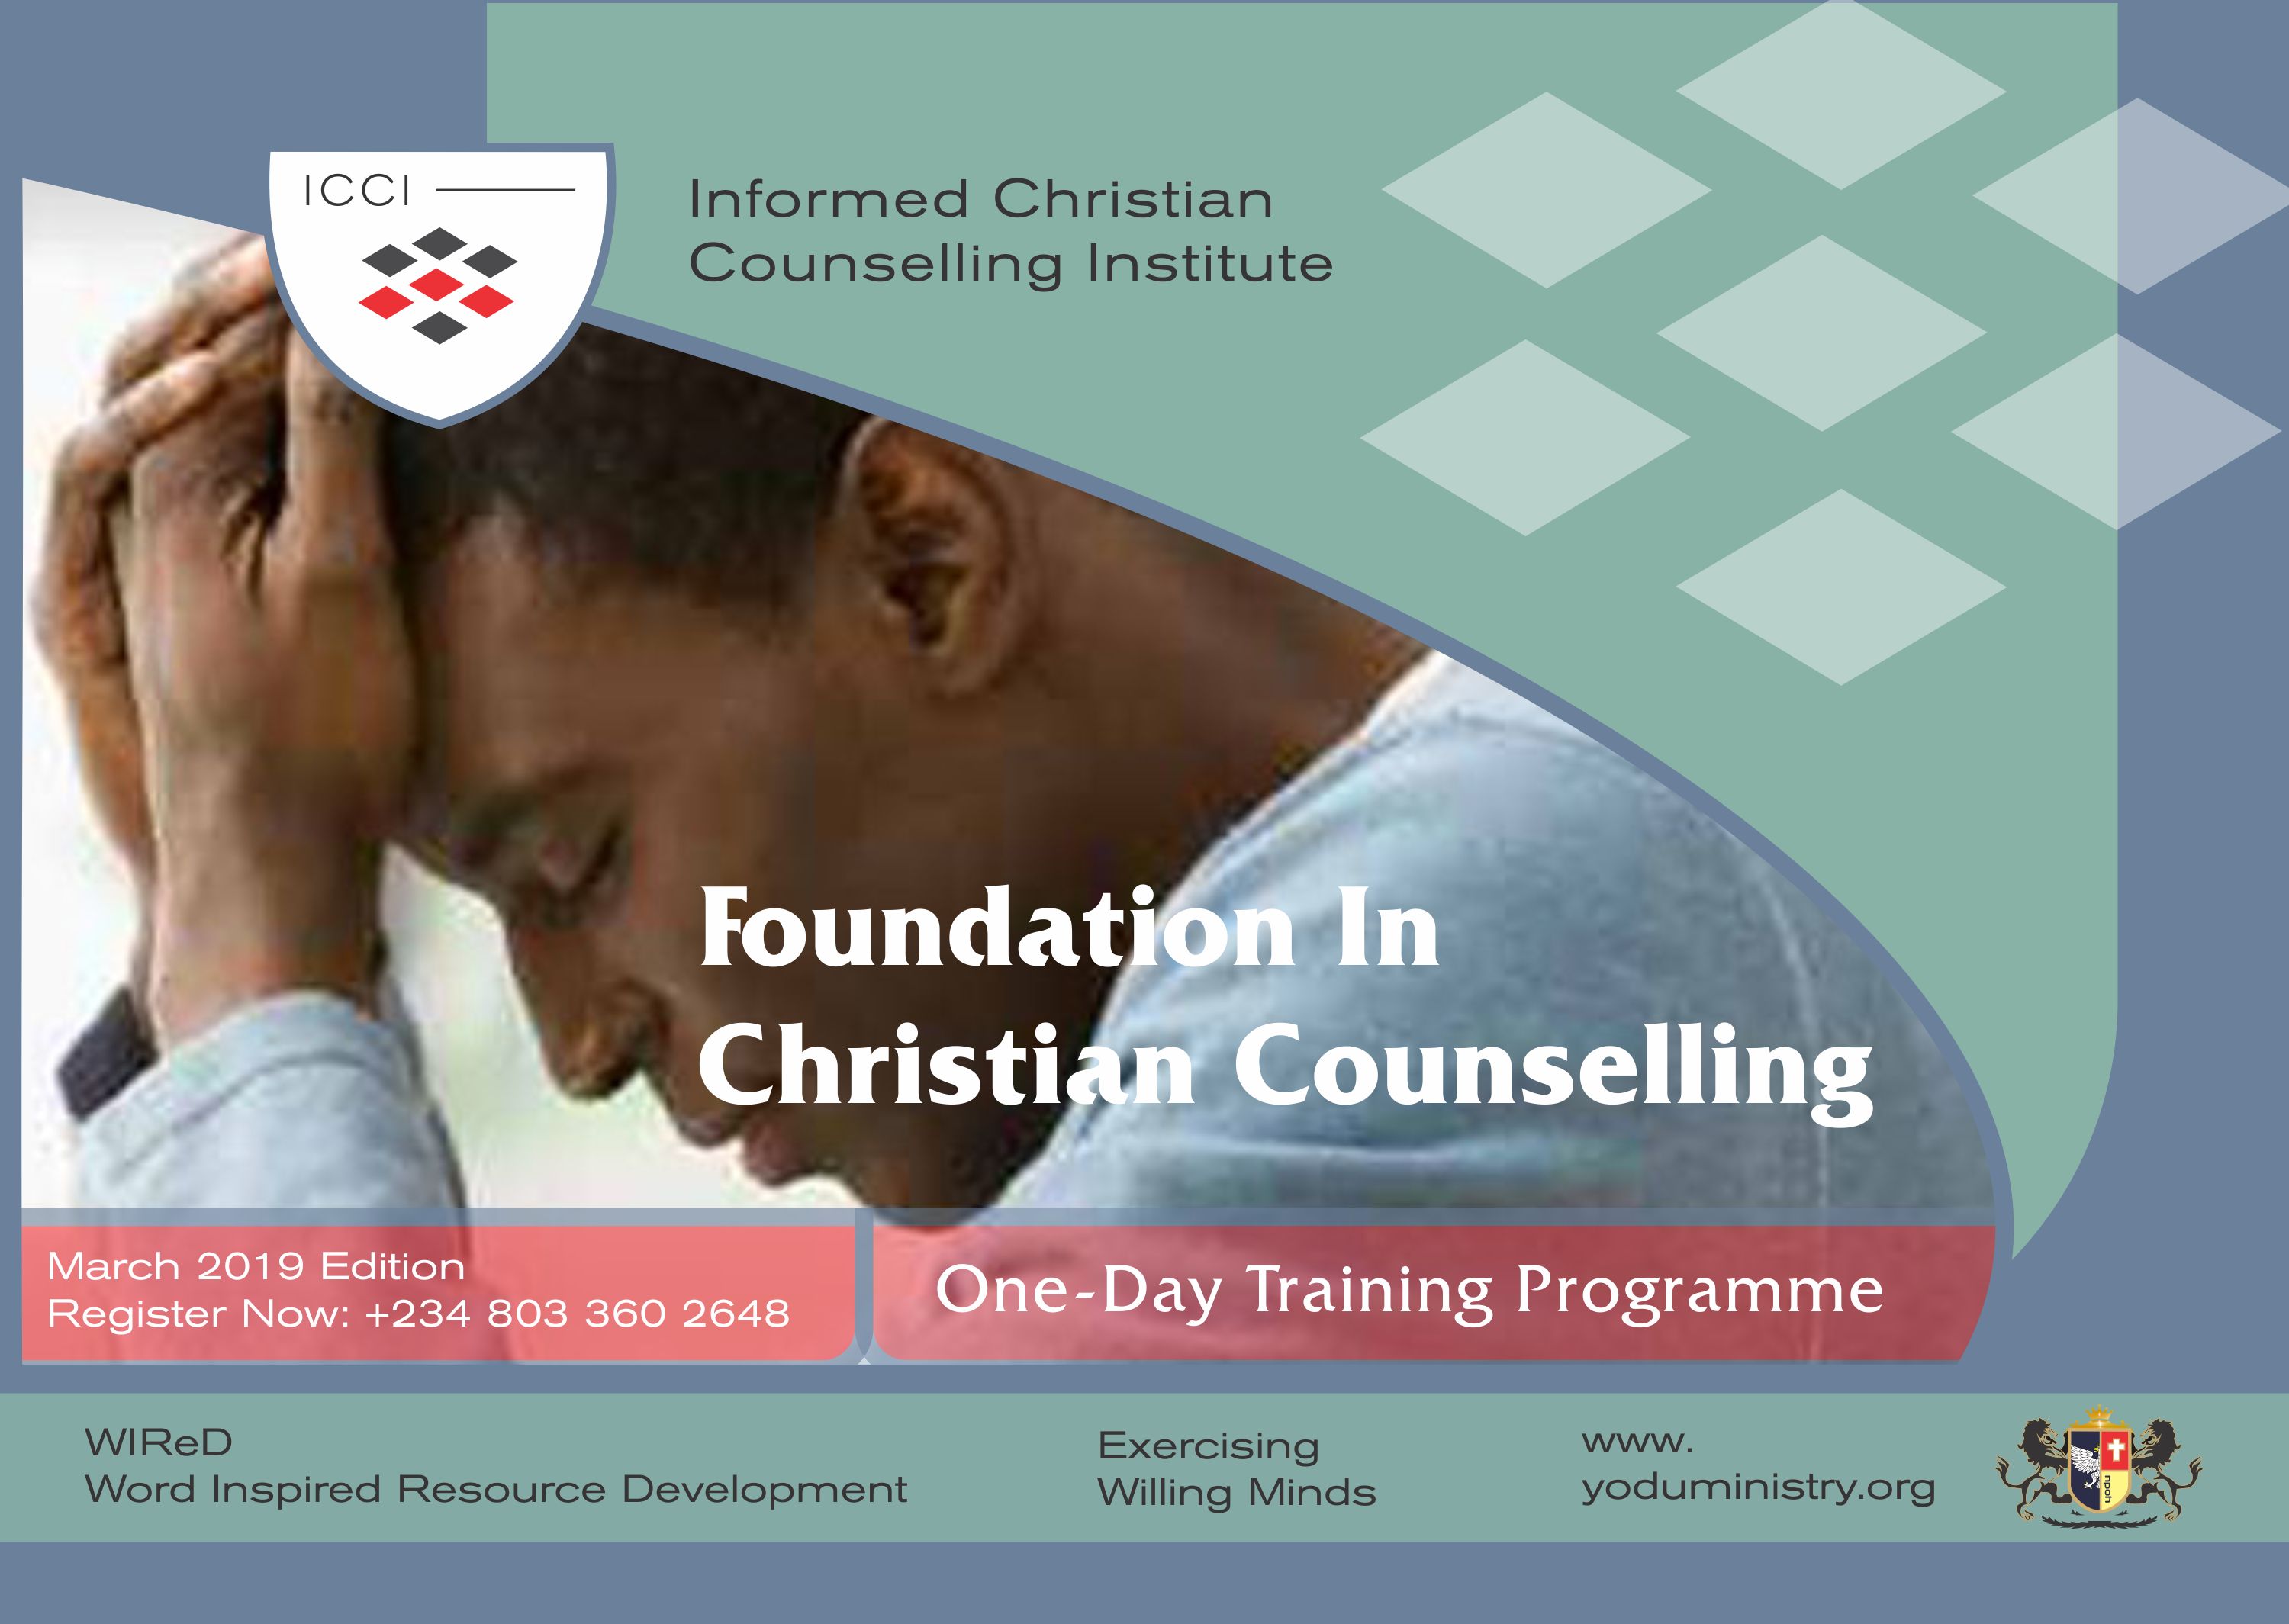 ICCI
Informed Christian
Counselling Institute
Foundation In
Christian Counselling
March 2019 Edition
Register Now: +234 803 360 2648
One-Day Training Programme
WIReD
Word Inspired Resource Development
Exercising
Willing Minds
www.
yoduministry.org
npoh